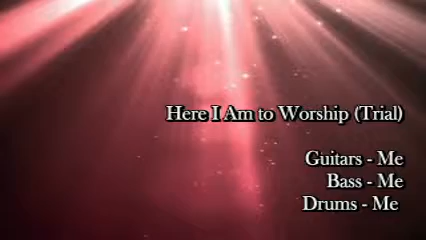 Here I Am to Worship (Trial)
Guitars - Me
Bass - Me
Drums - Me